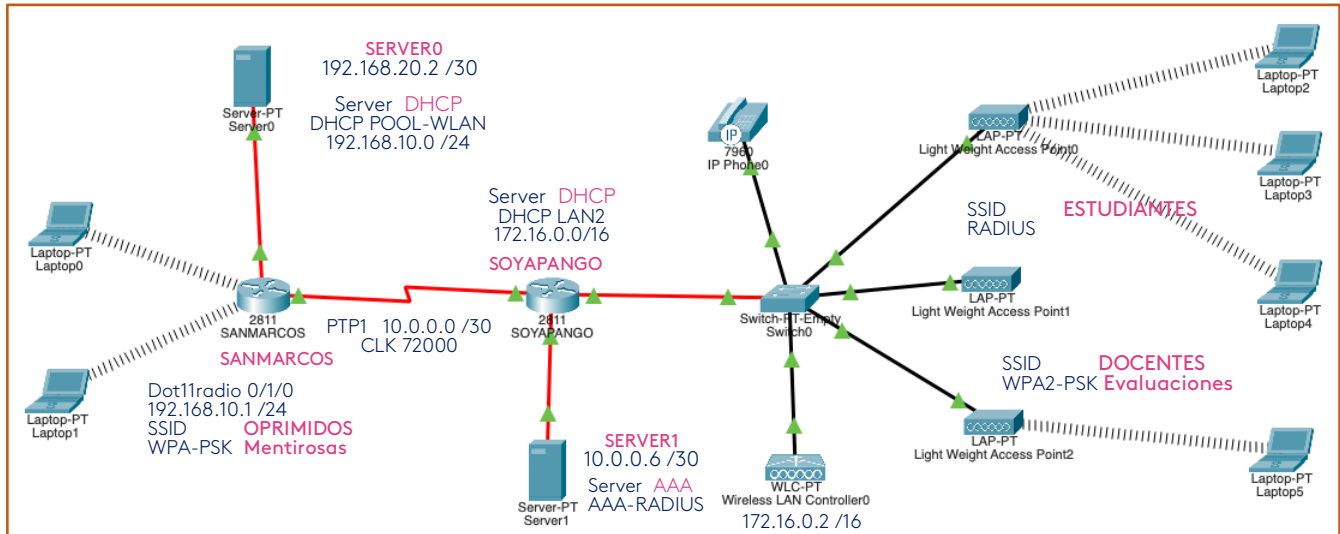 SERVER0
192.168.20.2 /30
Server DHCP
DHCP POOL-WLAN
192.168.10.0 /24
Server-PT
Server0
Laptop-PT
Laptop0
Laptop-PT
Laptop1
2811
SANMARCOS
SANMARCOS
Dot11radio 0/1/0
192.168.10.1 /24
SSID OPRIMIDOS
WPA-PSK Mentirosas
PTP1 10.0.0.0 /30
CLK 72000
Server DHCP
DHCP LAN2
172.16.0.0/16
SOYAPANGO
2811
SOYAPANGO
SERVER1
10.0.0.6 /30
Server AAA
AAA-RADIUS
Server-PT
Server1
IP
7960
IP Phone0
Switch-PT-Empty
Switch0
WLC-PT
Wireless LAN Controller0
172.16.0.2 /16
LAP-PT
Light Weight Access Point0
SSID ESTUDIANTES
RADIUS
LAP-PT
Light Weight Access Point1
SSID DOCENTES
WPA2-PSK Evaluaciones
LAP-PT
Light Weight Access Point2
Laptop-PT
Laptop2
Laptop-PT
Laptop3
Laptop-PT
Laptop4
Laptop-PT
Laptop5